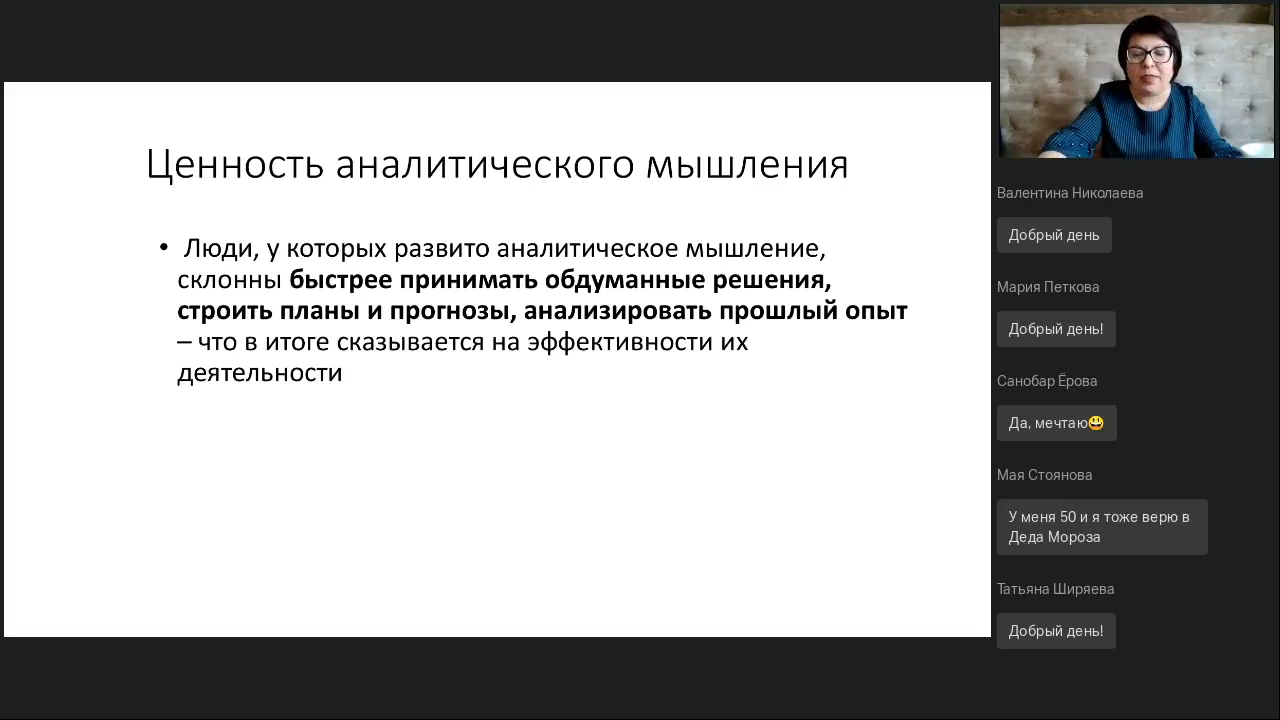 Ценность аналитического мышления
• Люди, у которых развито аналитическое мышление,
склонны быстрее принимать обдуманные решения,
строить планы и прогнозы, анализировать прошлый опыт
– что в итоге сказывается на эффективности их
деятельности
Валентина Николаева
Добрый день
Мария Петкова
Добрый день!
Санобар Ёрова
Да, мечтаю😃
Мая Стоянова
У меня 50 и я тоже верю в
Деда Мороза
Татьяна Ширяева
Добрый день!